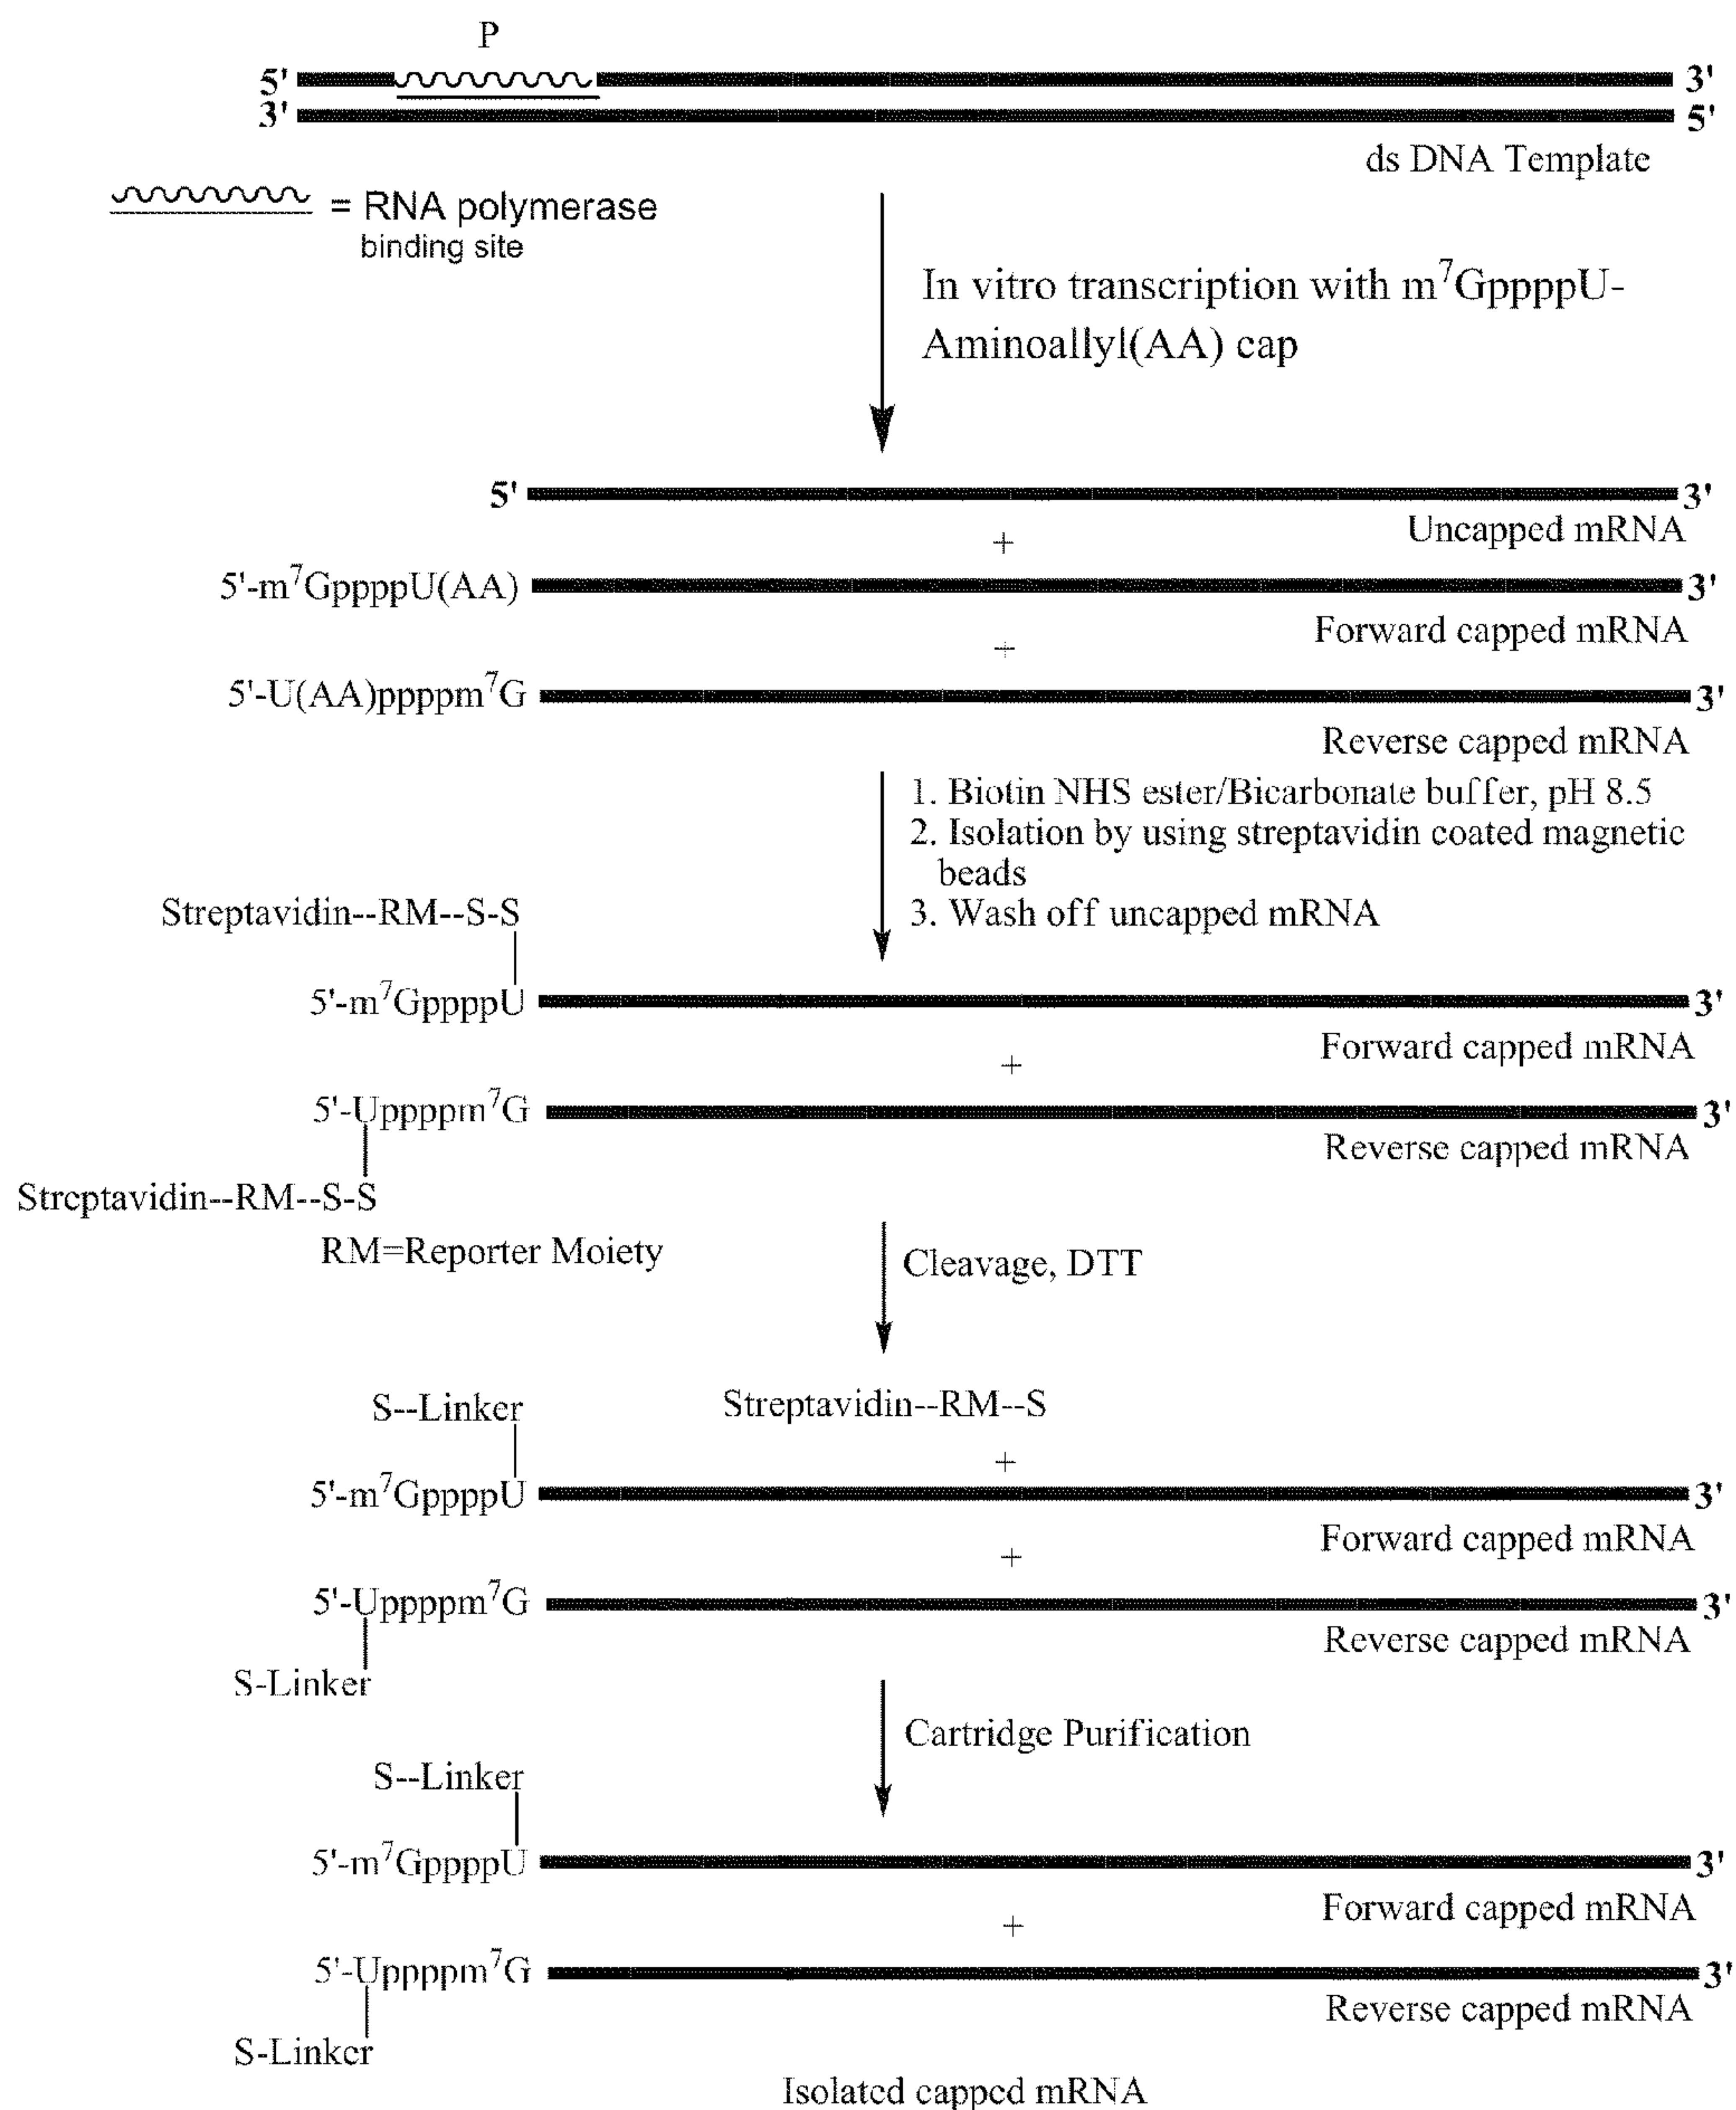 P
5' 3'
3' 5'
ds DNA Template
= RNA polymerase
binding site
In vitro transcription with m⁷GppppU-
Aminoallyl(AA) cap
5' 3'
Uncapped mRNA
+
5'-m⁷GppppU(AA) 3'
Forward capped mRNA
+
5'-U(AA)ppppm⁷G 3'
Reverse capped mRNA
1. Biotin NHS ester/Bicarbonate buffer, pH 8.5
2. Isolation by using streptavidin coated magnetic
beads
3. Wash off uncapped mRNA
Streptavidin--RM--S-S
5'-m⁷GppppU 3'
Forward capped mRNA
+
5'-Uppppm⁷G 3'
Reverse capped mRNA
Streptavidin--RM--S-S
RM=Reporter Moiety
Cleavage, DTT
S--Linker Streptavidin--RM--S
+
5'-m⁷GppppU 3'
Forward capped mRNA
+
5'-Uppppm⁷G 3'
Reverse capped mRNA
S-Linker
Cartridge Purification
S--Linker
5'-m⁷GppppU 3'
Forward capped mRNA
+
5'-Uppppm⁷G 3'
Reverse capped mRNA
S-Linker
Isolated capped mRNA